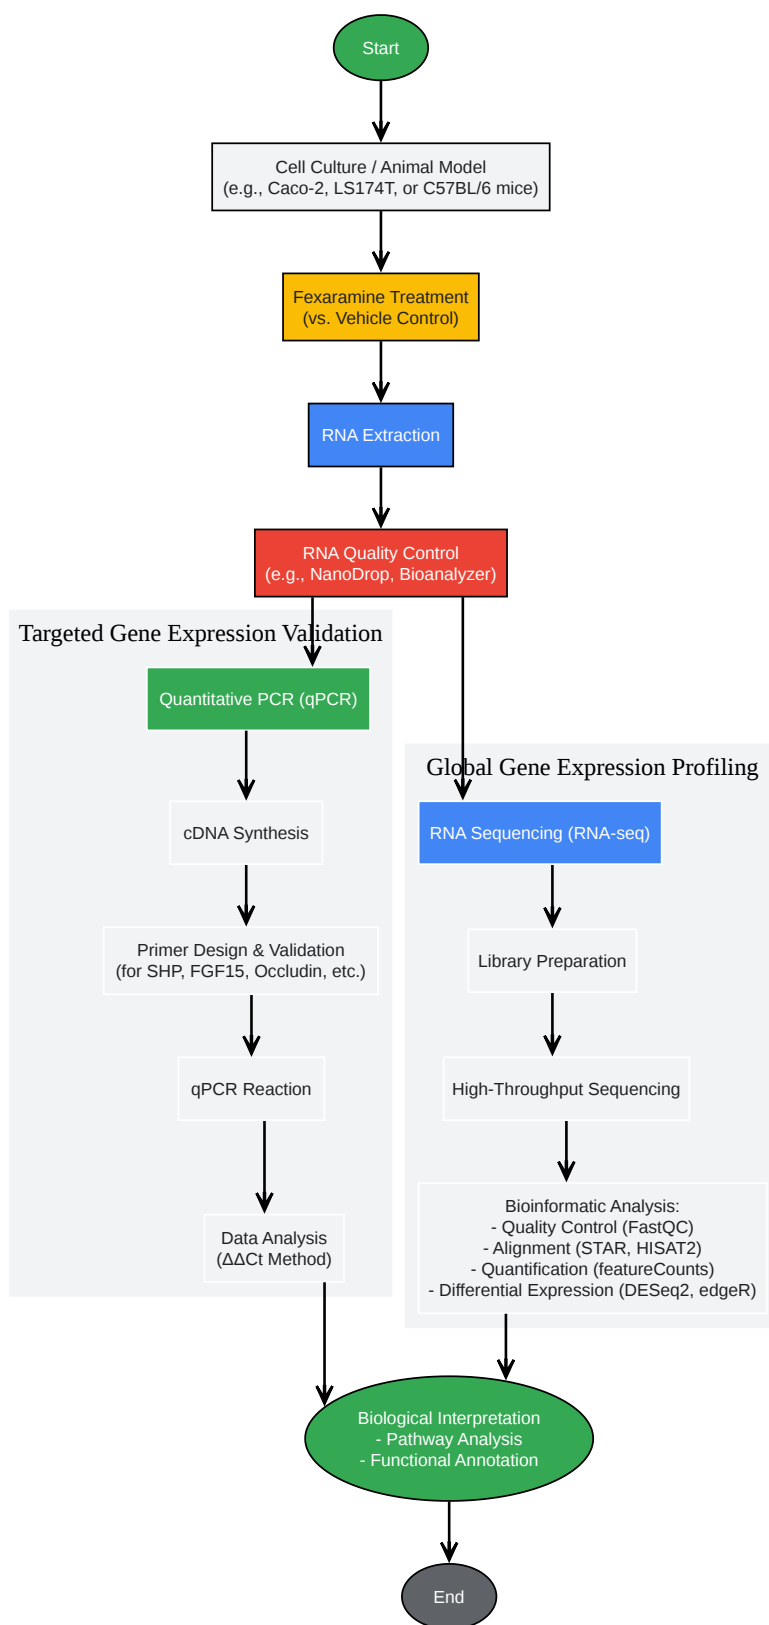 Start
Cell Culture / Animal Model
(e.g., Caco-2, LS174T, or C57BL/6 mice)
Fexaramine Treatment
(vs. Vehicle Control)
RNA Extraction
RNA Quality Control
(e.g., NanoDrop, Bioanalyzer)
Targeted Gene Expression Validation
Quantitative PCR (qPCR)
cDNA Synthesis
Primer Design & Validation
(for SHP, FGF15, Occludin, etc.)
qPCR Reaction
Data Analysis
(ΔΔCt Method)
Global Gene Expression Profiling
RNA Sequencing (RNA-seq)
Library Preparation
High-Throughput Sequencing
Bioinformatic Analysis:
- Quality Control (FastQC)
- Alignment (STAR, HISAT2)
- Quantification (featureCounts)
- Differential Expression (DESeq2, edgeR)
Biological Interpretation
- Pathway Analysis
- Functional Annotation
End